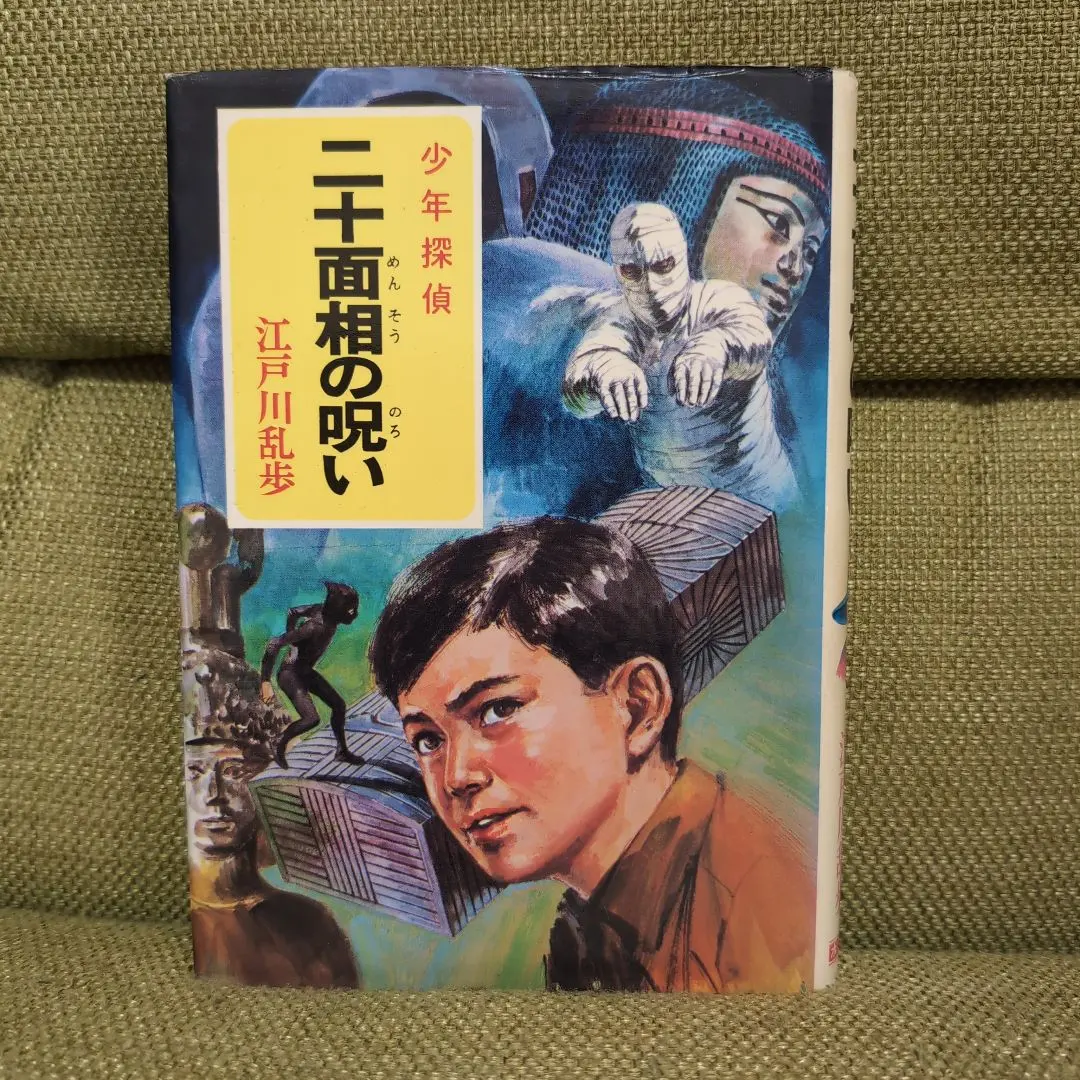 少年探偵
二十面相の呪い
めんそう
のろ
江戸川乱歩